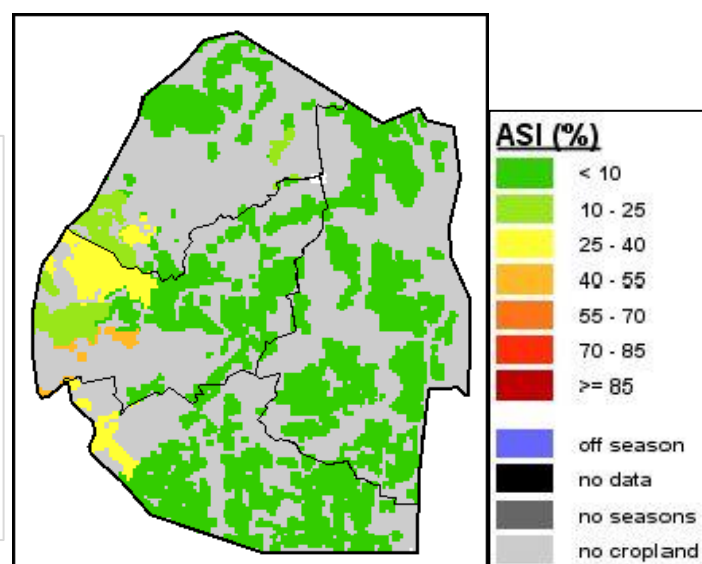 ASI (%)
< 10
10 - 25
25 - 40
40 - 55
55 - 70
70 - 85
>= 85
off season
no data
no seasons
no cropland